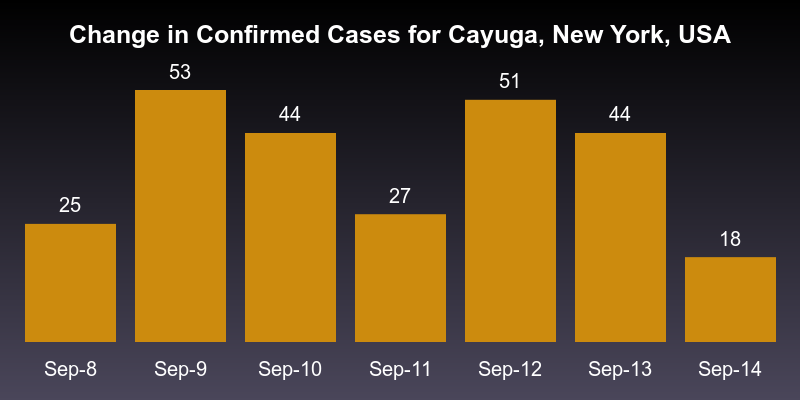 Change in Confirmed Cases for Cayuga, New York, USA
25 53 44 27 51 44 18
Sep-8 Sep-9 Sep-10 Sep-11 Sep-12 Sep-13 Sep-14